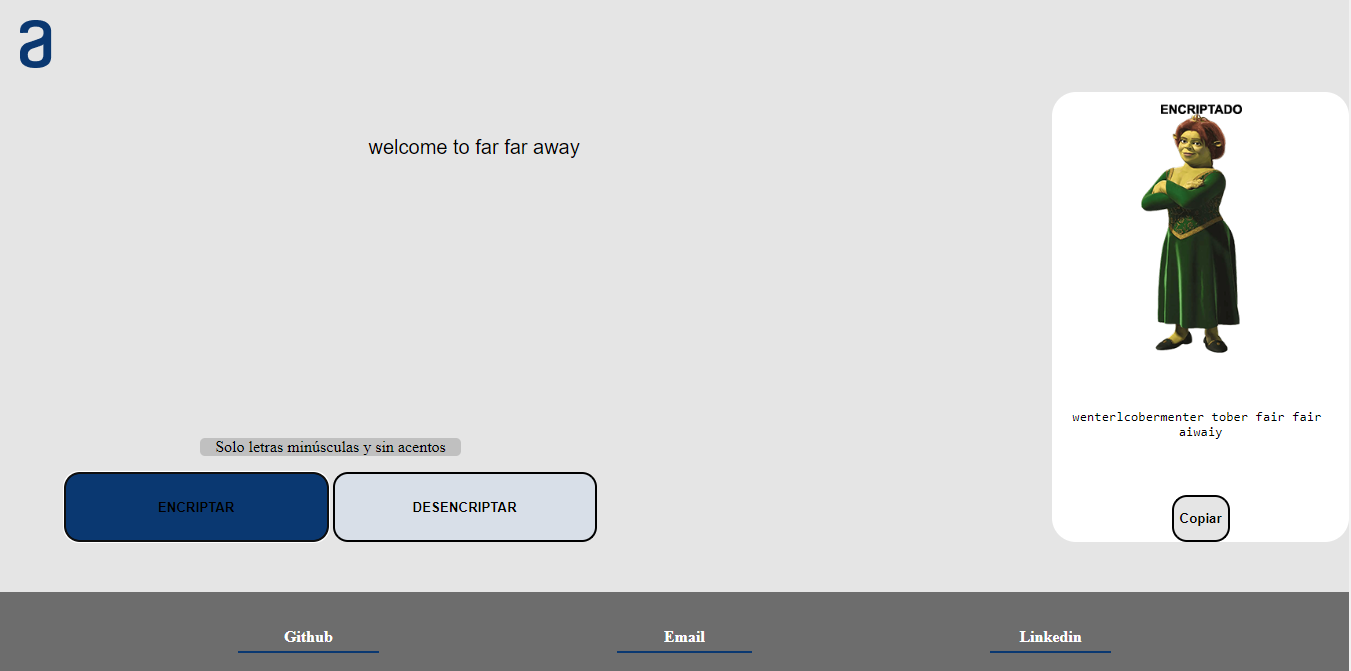 a
welcome to far far away
ENCRIPTADO
wenterlcobermenter tober fair fair
aiwaiy
Solo letras minúsculas y sin acentos
ENCRIPTAR
DESENCRIPTAR
Copiar
Github
Email
Linkedin